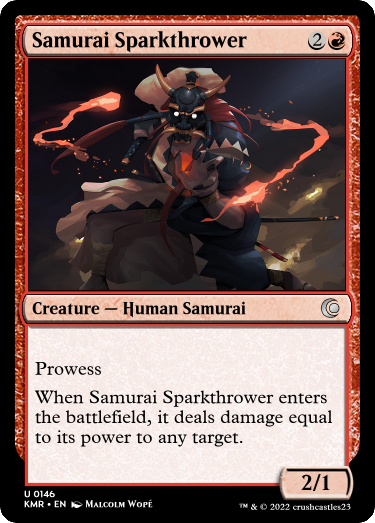 Samurai Sparkthrower 2
Creature — Human Samurai
Prowess
When Samurai Sparkthrower enters
the battlefield, it deals damage equal
to its power to any target.
2/1
U 0146
KMR • EN Malcolm Wopé
™ & © 2022 crushcastles23